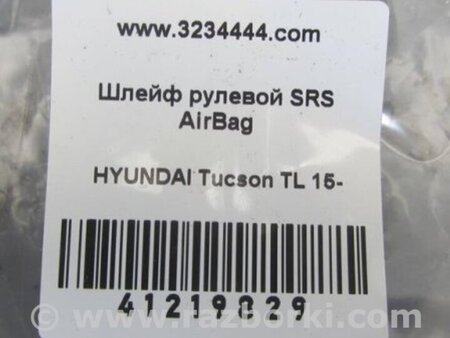 www.3234444.com
Шлейф рулевой SRS
AirBag
HYUNDAI Tucson TL 15-
41219829
© www.razborki.com